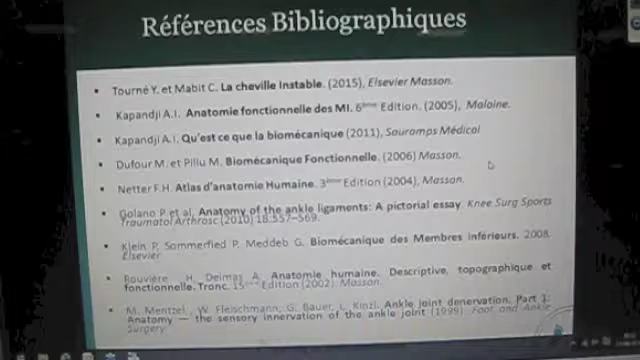 Références Bibliographiques
• Tourné Y. et Mabit C. La cheville Instable. (2015), Elsevier Masson.
• Kapandji A.I. Anatomie fonctionnelle des MI. 6ème Edition. (2005), Maloine.
• Kapandji A.I. Qu'est ce que la biomécanique (2011), Sauramps Médical
• Dufour M. et Pillu M. Biomécanique Fonctionnelle. (2006) Masson.
• Netter F.H. Atlas d'anatomie Humaine. 3ème Edition (2004), Masson.
• Golano P et al, Anatomy of the ankle ligaments: A pictorial essay. Knee Surg Sports
Traumatol Arthrosc (2010) 18:557–569.
• Klein P, Sommerfied P, Meddeb G. Biomécanique des Membres inférieurs. 2008,
Elsevier
• Rouvière H, Delmas A. Anatomie humaine. Descriptive, topographique et
fonctionnelle. Tronc. 15ème Edition (2002): Masson.
• M. Mentzel, W. Fleischmann, G. Bauer, L. Kinzl. Ankle joint denervation. Part 1:
Anatomy — the sensory innervation of the ankle joint (1999) Foot and Ankle
Surgery